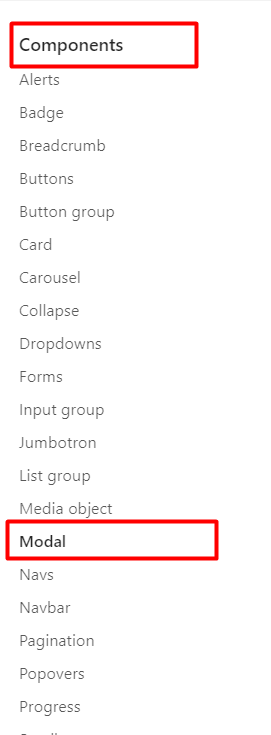 Components
Alerts
Badge
Breadcrumb
Buttons
Button group
Card
Carousel
Collapse
Dropdowns
Forms
Input group
Jumbotron
List group
Media object
Modal
Navs
Navbar
Pagination
Popovers
Progress